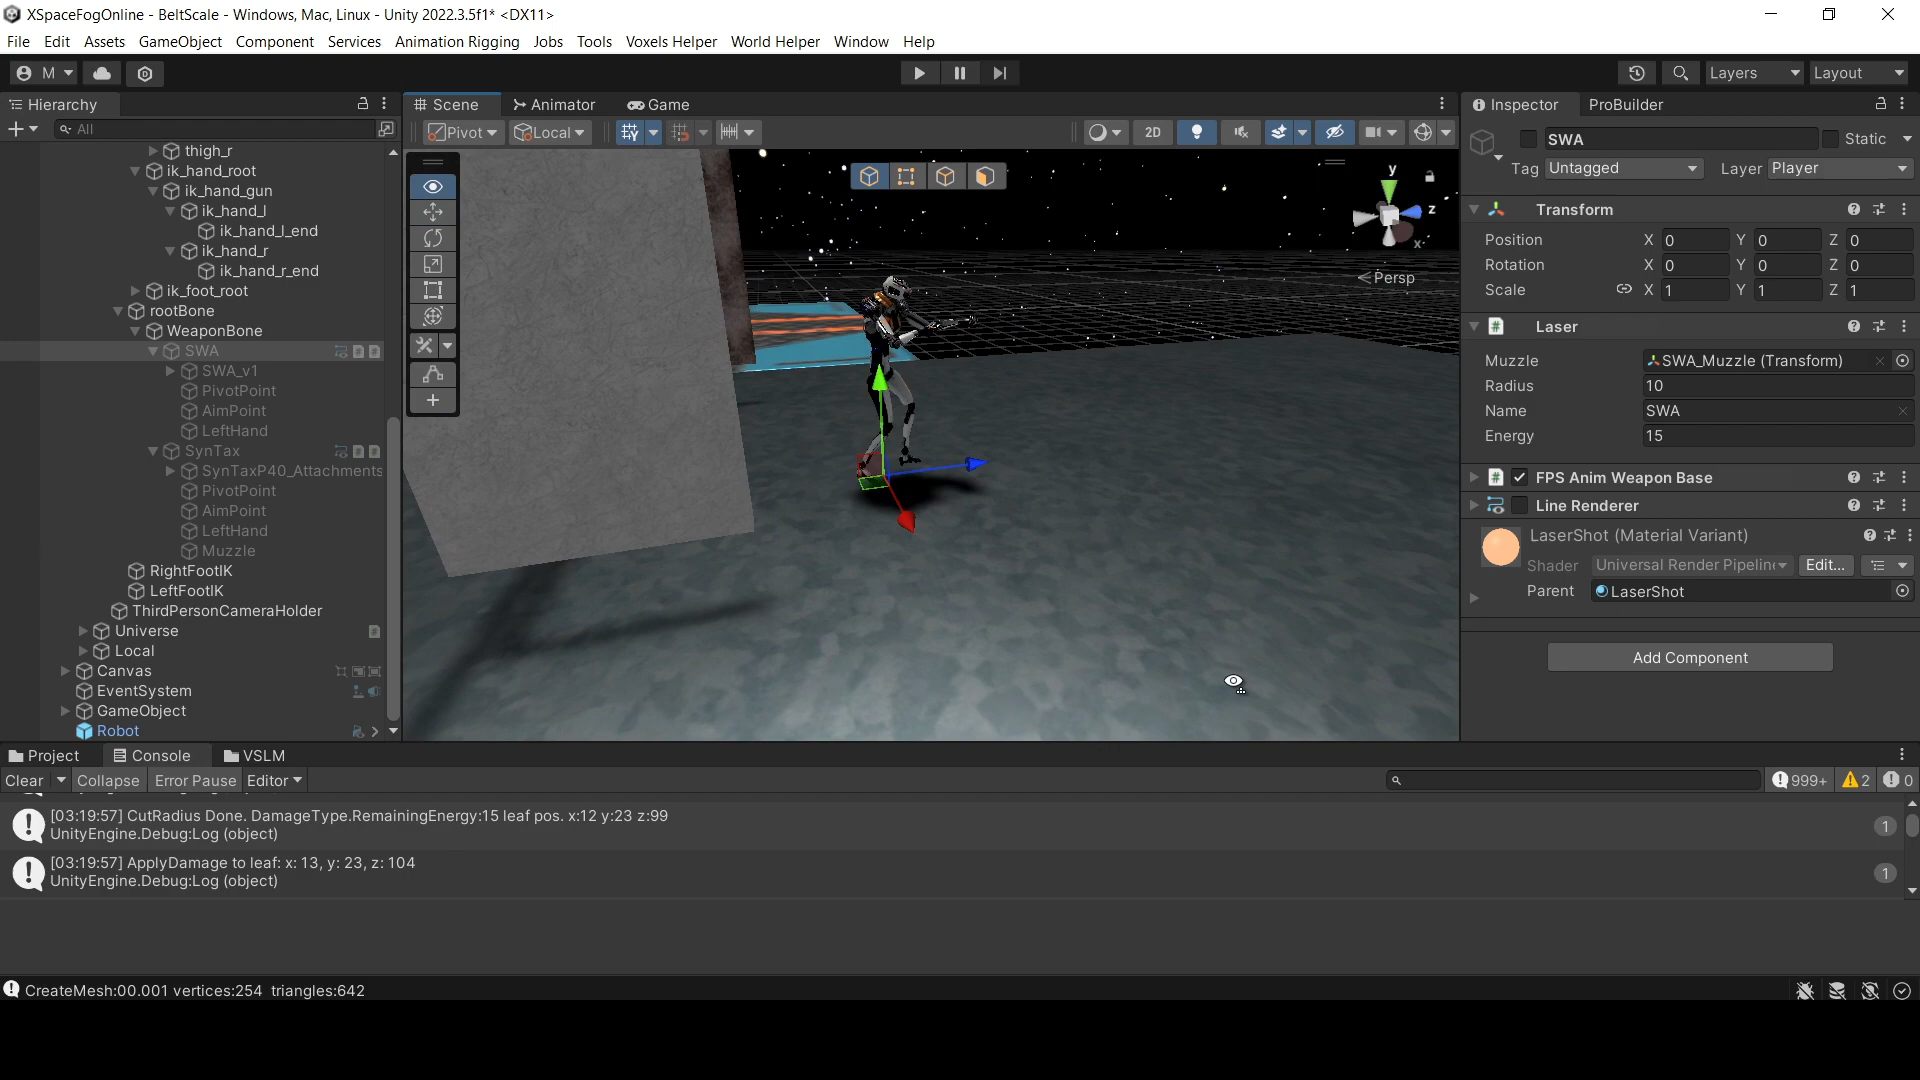 XSpaceFogOnline - BeltScale - Windows, Mac, Linux - Unity 2022.3.5f1* <DX11>
File Edit Assets GameObject Component Services Animation Rigging Jobs Tools Voxels Helper World Helper Window Help
M Layers Layout
Hierarchy
All
thigh_r
ik_hand_root
ik_hand_gun
ik_hand_l
ik_hand_l_end
ik_hand_r
ik_hand_r_end
ik_foot_root
rootBone
WeaponBone
SWA
SWA_v1
PivotPoint
AimPoint
LeftHand
SynTax
SynTaxP40_Attachments
PivotPoint
AimPoint
LeftHand
Muzzle
RightFootIK
LeftFootIK
ThirdPersonCameraHolder
Universe
Local
Canvas
EventSystem
GameObject
Robot
Scene Animator Game
Pivot Local 2D
y
z
x
Persp
Inspector ProBuilder
SWA Static
Tag Untagged Layer Player
Transform
Position X 0 Y 0 Z 0
Rotation X 0 Y 0 Z 0
Scale X 1 Y 1 Z 1
Laser
Muzzle SWA_Muzzle (Transform)
Radius 10
Name SWA
Energy 15
FPS Anim Weapon Base
Line Renderer
LaserShot (Material Variant)
Shader Universal Render Pipeline Edit...
Parent LaserShot
Add Component
Project Console VSLM
Clear Collapse Error Pause Editor 999+ 2 0
[03:19:57] CutRadius Done. DamageType.RemainingEnergy:15 leaf pos. x:12 y:23 z:99
UnityEngine.Debug:Log (object)
1
[03:19:57] ApplyDamage to leaf: x: 13, y: 23, z: 104
UnityEngine.Debug:Log (object)
1
CreateMesh:00.001 vertices:254 triangles:642